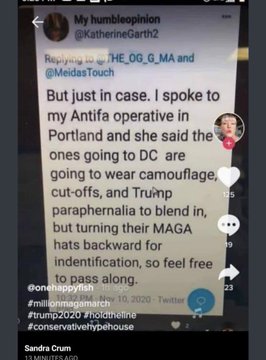 My humbleopinion
@KatherineGarth2
Replying to @THE_OG_G_MA and
@MeidasTouch
But just in case. I spoke to
my Antifa operative in
Portland and she said the
ones going to DC are
going to wear camouflage,
cut-offs, and Trump
paraphernalia to blend in,
but turning their MAGA
hats backward for
indentification, so feel free
to pass along.
10:32 PM Nov 10, 2020 · Twitter
125
19
23
@onehappyfish · 1h ago
#millionmagamarch
#trump2020 #holdtheline
#conservativehypehouse
2
Sandra Crum
13 MINUTES AGO